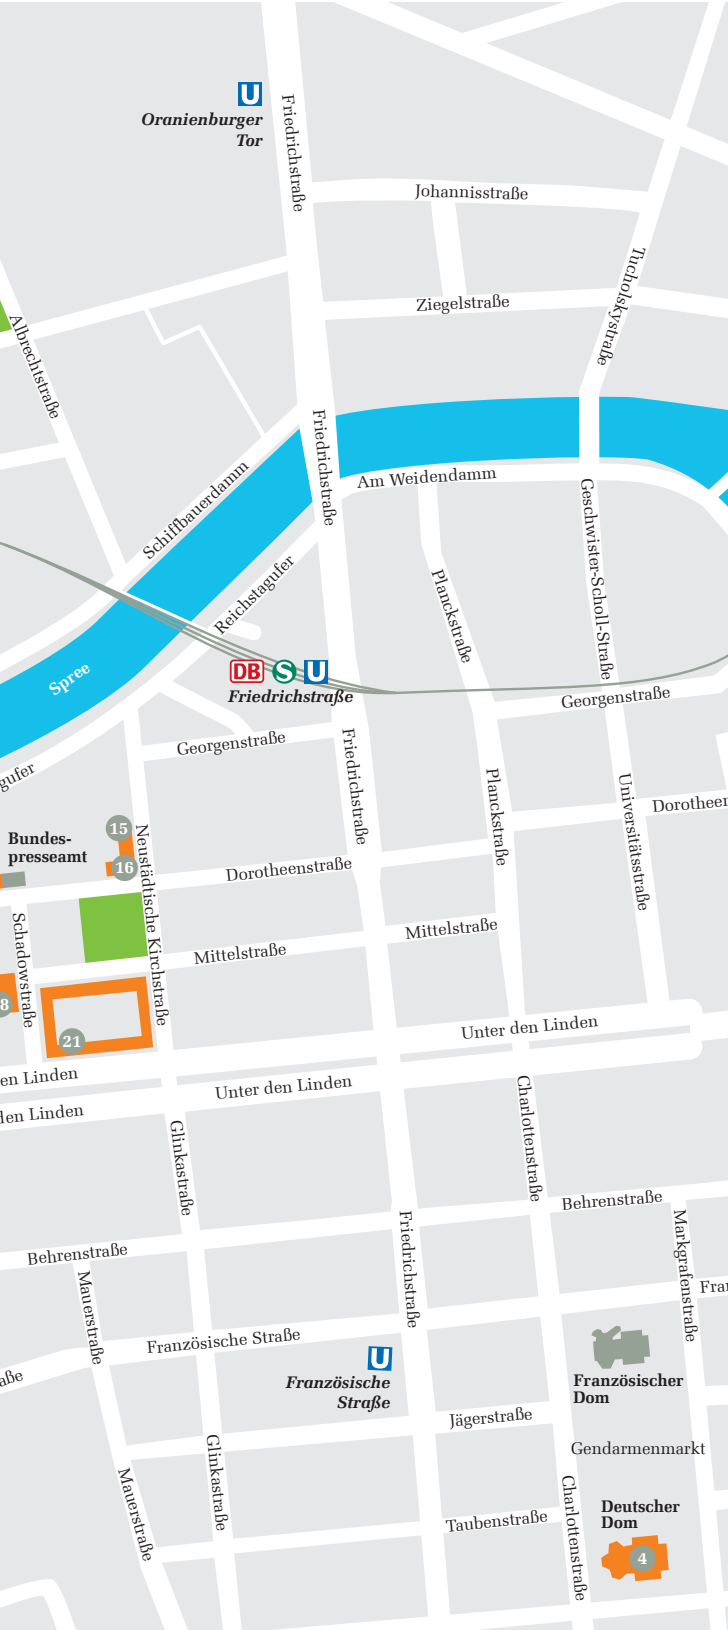 U
Oranienburger
Tor
Friedrichstraße
Johannisstraße
Tucholskystraße
Ziegelstraße
Albrechtstraße
Friedrichstraße
Schiffbauerdamm
Am Weidendamm
Geschwister-Scholl-Straße
Reichstagufer
Planckstraße
Spree
DB S U
Friedrichstraße
Georgenstraße
Georgenstraße
gufer
Friedrichstraße
Planckstraße
Universitätsstraße
Dorotheen
Bundes-
presseamt
15
16
Neustädtische Kirchstraße
Dorotheenstraße
Schadowstraße
Mittelstraße
Mittelstraße
8
21
Unter den Linden
en Linden
Unter den Linden
den Linden
Glinkastraße
Charlottenstraße
Behrenstraße
Behrenstraße
Friedrichstraße
Markgrafenstraße
Mauerstraße
Fran
Französische Straße
aße
U
Französische
Straße
Französischer
Dom
Jägerstraße
Gendarmenmarkt
Glinkastraße
Mauerstraße
Charlottenstraße
Taubenstraße
Deutscher
Dom
4